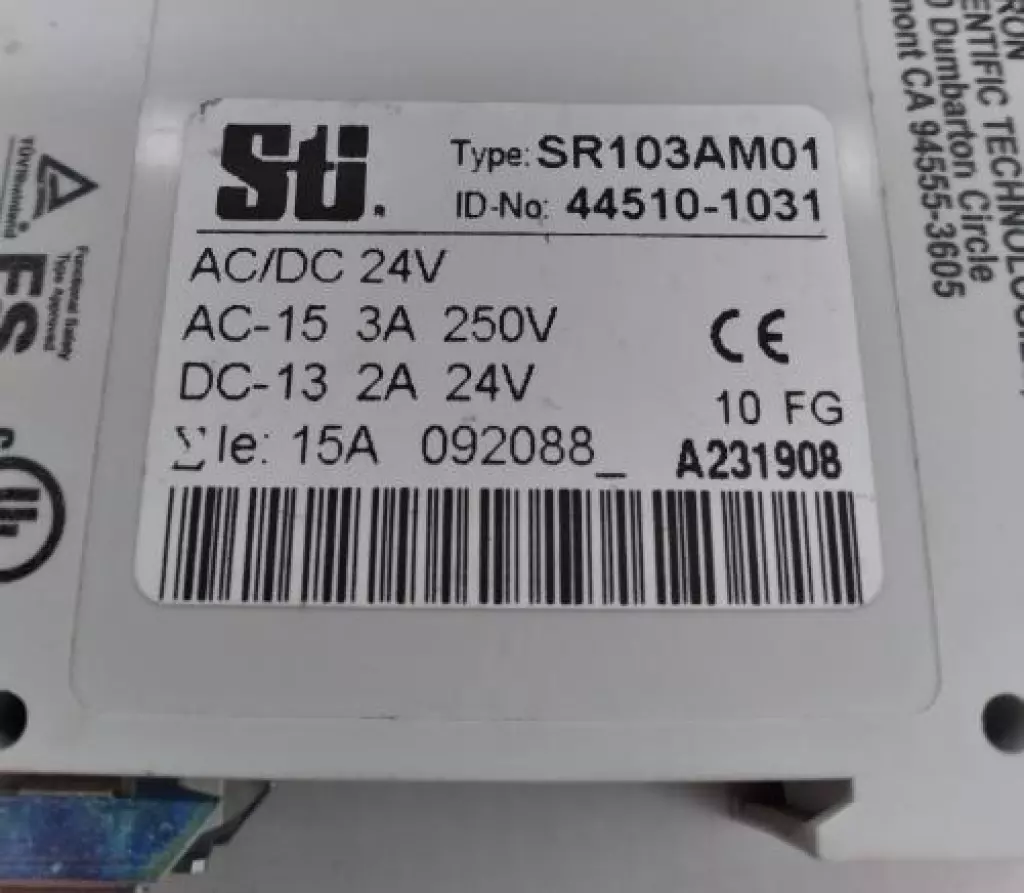 Sti.
Type: SR103AM01
ID-No: 44510-1031
AC/DC 24V
AC-15 3A 250V
DC-13 2A 24V
CE
10 FG
∑Ie: 15A 092088_
A231908
Functional Safety
Type Approved
FS
RON
ENTIFIC TECHNOLOGIE
0 Dumbarton Circle
mont CA 94555-3605